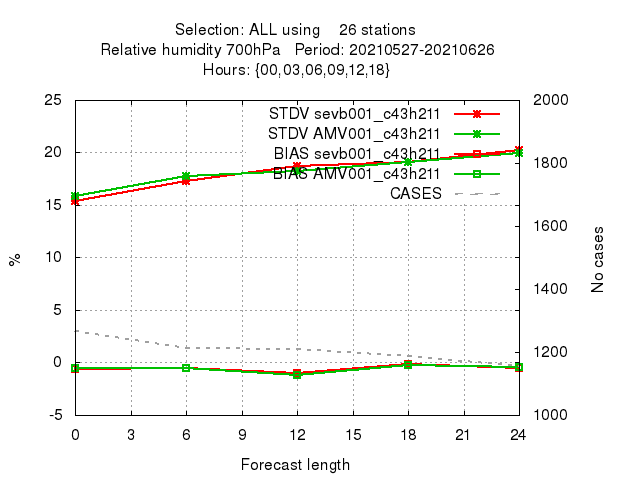 Selection: ALL using 26 stations
Relative humidity 700hPa Period: 20210527-20210626
Hours: {00,03,06,09,12,18}
25 2000
STDV sevb001_c43h211
STDV AMV001_c43h211
20 1800
BIAS sevb001_c43h211
BIAS AMV001_c43h211
CASES
15 1600
% No cases
10 1400
5 1200
0
-5 1000
0 3 6 9 12 15 18 21 24
Forecast length